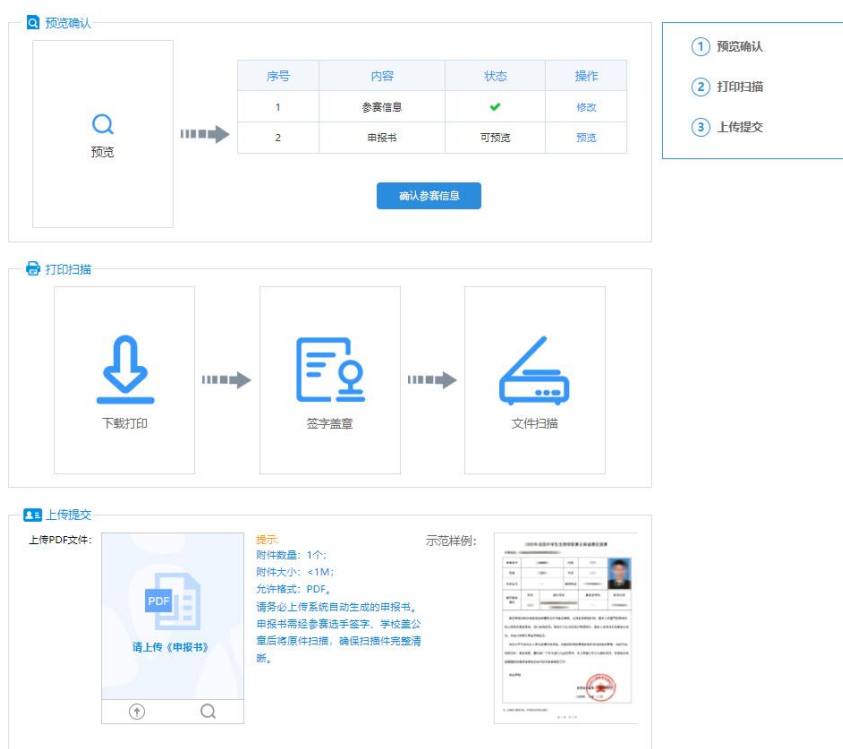 预览确认
预览
序号 内容 状态 操作
1 参赛信息 修改
2 申报书 可预览 预览
确认参赛信息
1 预览确认
2 打印扫描
3 上传提交
打印扫描
下载打印
签字盖章
文件扫描
上传提交
上传PDF文件:
PDF
请上传《申报书》
提示:
附件数量：1个;
附件大小：<1M;
允许格式：PDF。
请务必上传系统自动生成的申报书。
申报书需经参赛选手签字、学校盖公
章后将原件扫描，确保扫描件完整清
晰。
示范样例: